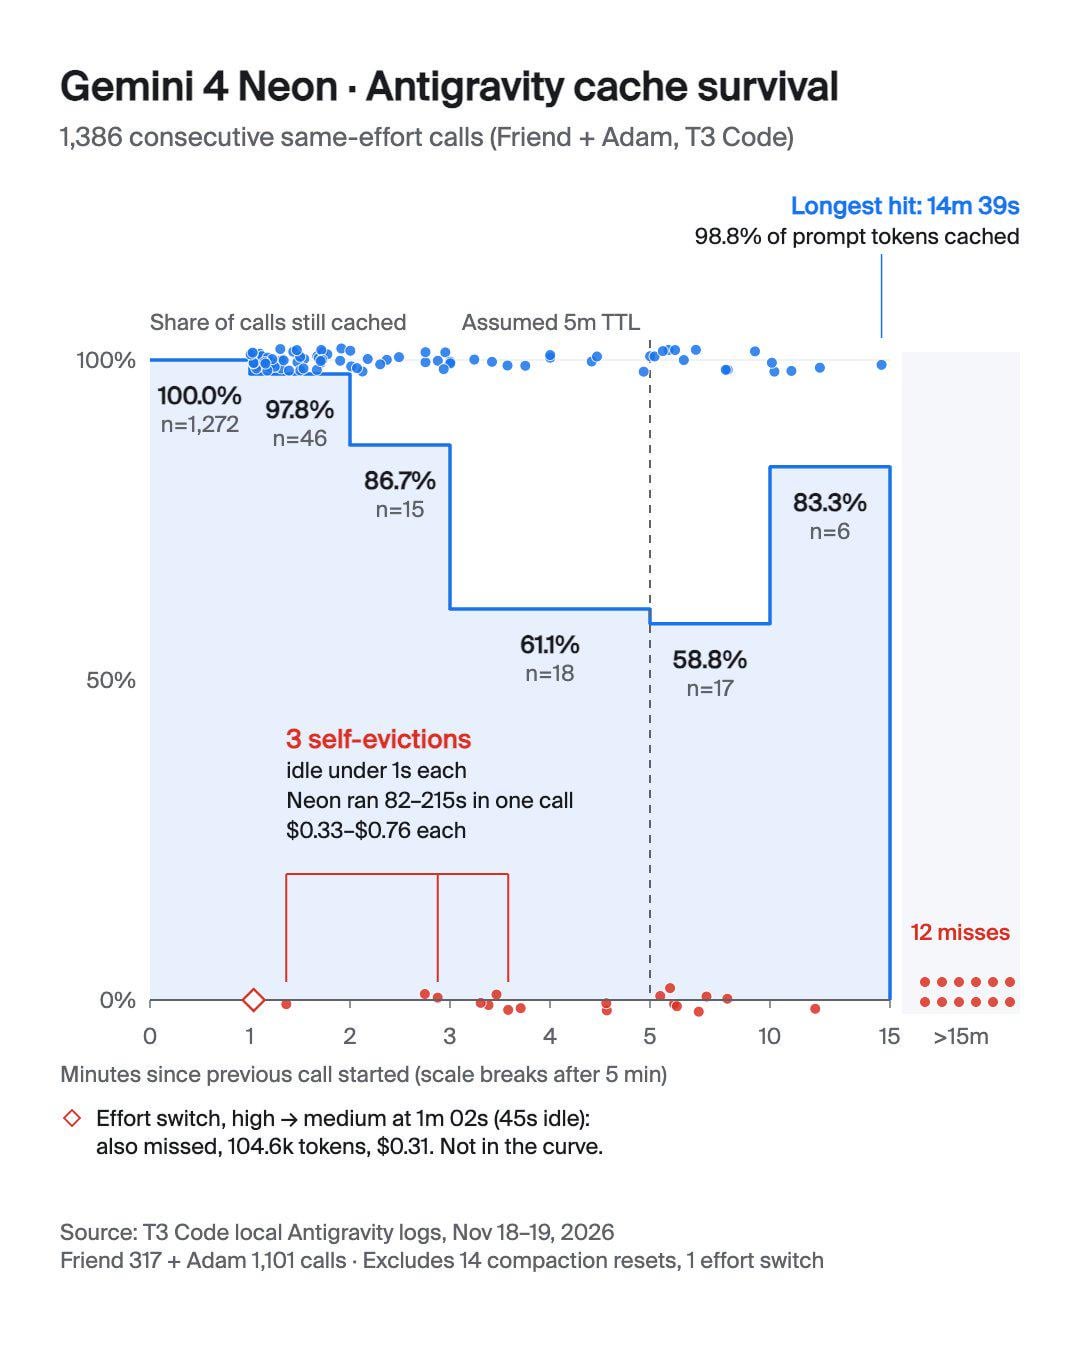 Gemini 4 Neon · Antigravity cache survival
1,386 consecutive same-effort calls (Friend + Adam, T3 Code)
Longest hit: 14m 39s
98.8% of prompt tokens cached
Share of calls still cached
Assumed 5m TTL
100%
100.0%
n=1,272
97.8%
n=46
86.7%
n=15
83.3%
n=6
61.1%
n=18
58.8%
n=17
50%
3 self-evictions
idle under 1s each
Neon ran 82–215s in one call
$0.33–$0.76 each
12 misses
0%
0 1 2 3 4 5 10 15 >15m
Minutes since previous call started (scale breaks after 5 min)
Effort switch, high → medium at 1m 02s (45s idle):
also missed, 104.6k tokens, $0.31. Not in the curve.
Source: T3 Code local Antigravity logs, Nov 18–19, 2026
Friend 317 + Adam 1,101 calls · Excludes 14 compaction resets, 1 effort switch